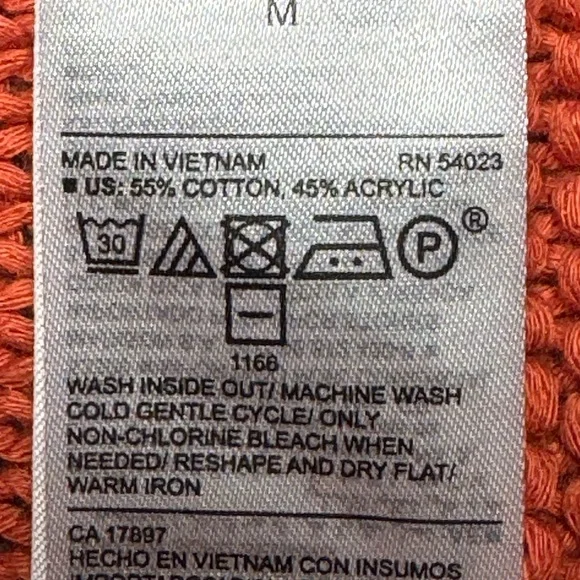 M
MADE IN VIETNAM RN 54023
US: 55% COTTON, 45% ACRYLIC
30 P ®
1166
WASH INSIDE OUT/ MACHINE WASH
COLD GENTLE CYCLE/ ONLY
NON-CHLORINE BLEACH WHEN
NEEDED/ RESHAPE AND DRY FLAT/
WARM IRON
CA 17897
HECHO EN VIETNAM CON INSUMOS